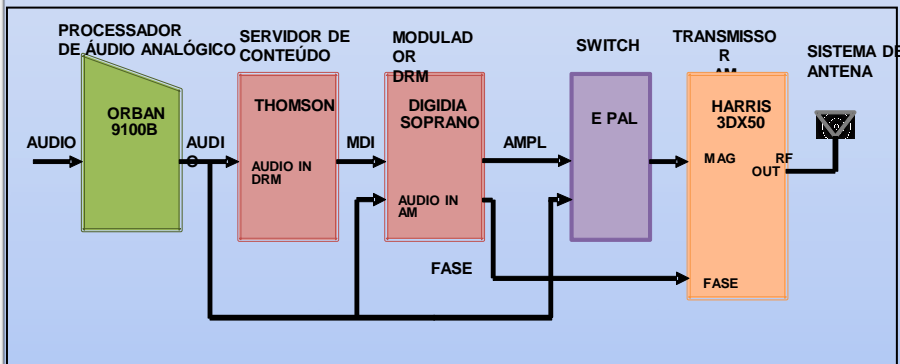 PROCESSADOR
DE ÁUDIO ANALÓGICO
SERVIDOR DE
CONTEÚDO
MODULAD
OR
DRM
SWITCH
TRANSMISSO
R
AM
SISTEMA DE
ANTENA
ORBAN
9100B
THOMSON
DIGIDIA
SOPRANO
E PAL
HARRIS
3DX50
AUDIO
AUDI
O
AUDIO IN
DRM
MDI
AUDIO IN
AM
AMPL
MAG
RF
OUT
FASE
FASE